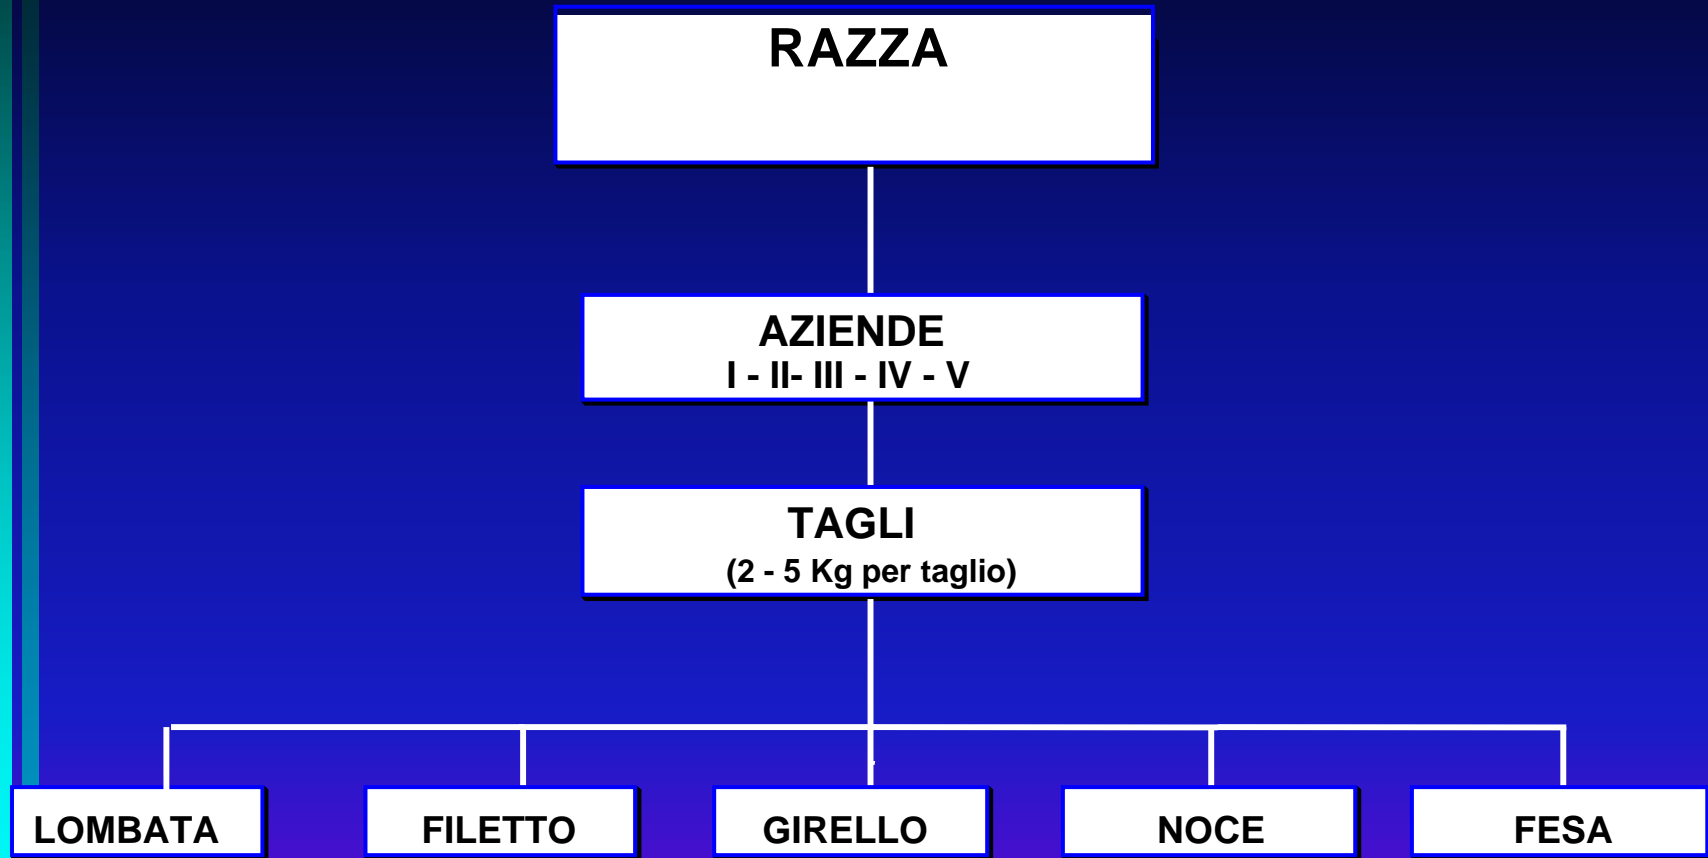 RAZZA
AZIENDE
I - II- III - IV - V
TAGLI
(2 - 5 Kg per taglio)
LOMBATA
FILETTO
GIRELLO
NOCE
FESA